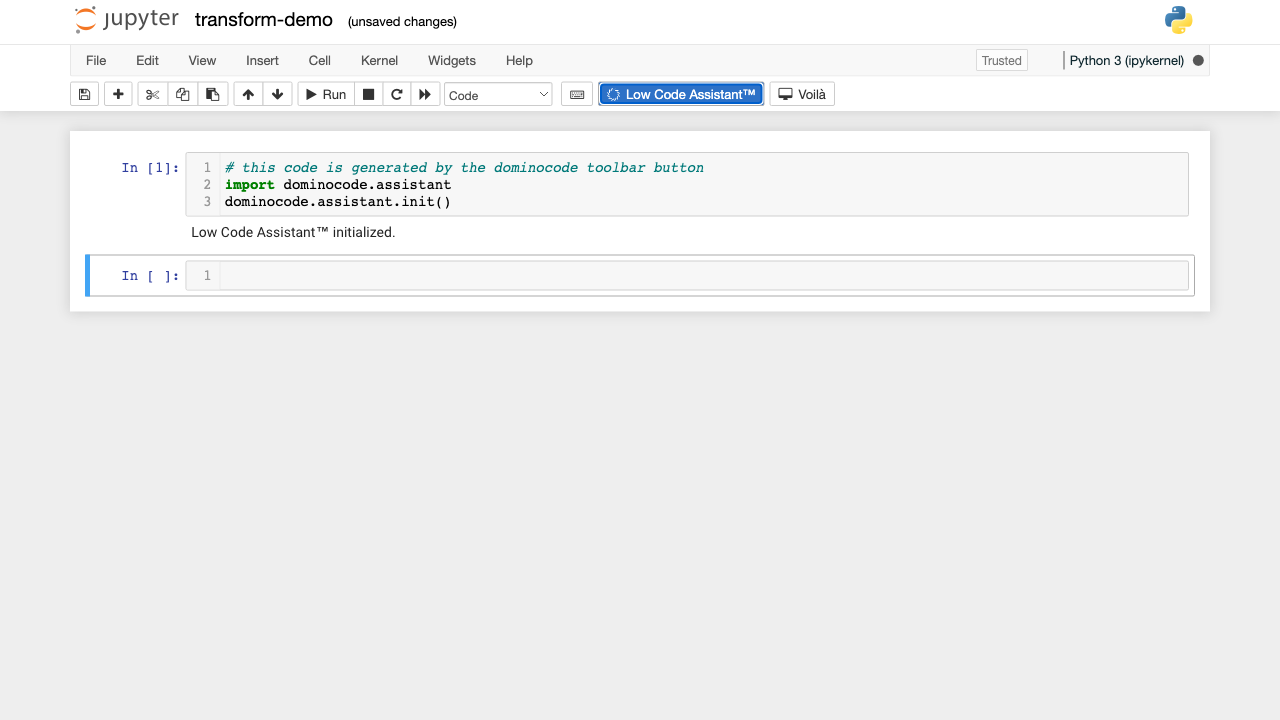 jupyter transform-demo (unsaved changes)
File Edit View Insert Cell Kernel Widgets Help Trusted Python 3 (ipykernel)
Run Code Low Code Assistant™ Voilà
In [1]: 1 # this code is generated by the dominocode toolbar button
2 import dominocode.assistant
3 dominocode.assistant.init()
Low Code Assistant™ initialized.
In [ ]: 1